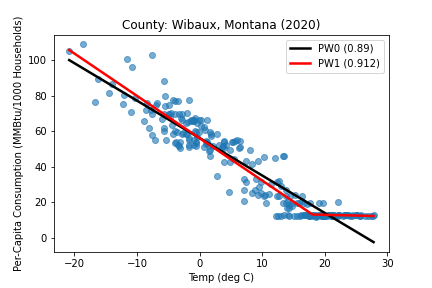 County: Wibaux, Montana (2020)
PW0 (0.89)
PW1 (0.912)
Per-Capita Consumption (MMBtu/1000 Households)
100
80
60
40
20
0
−20
−10
0
10
20
30
Temp (deg C)